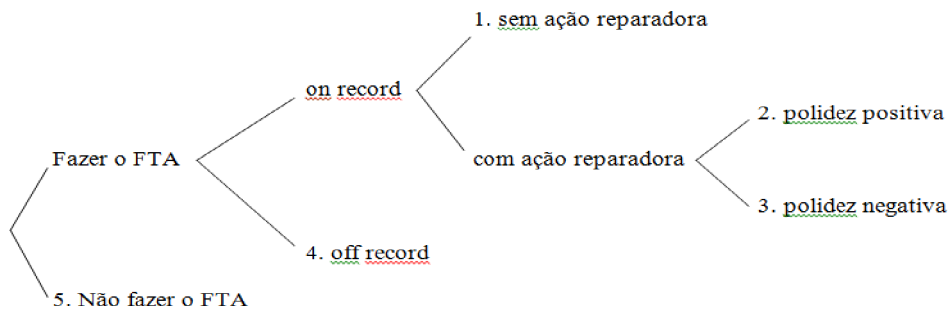 1. sem ação reparadora
on record
2. polidez positiva
Fazer o FTA
com ação reparadora
3. polidez negativa
4. off record
5. Não fazer o FTA